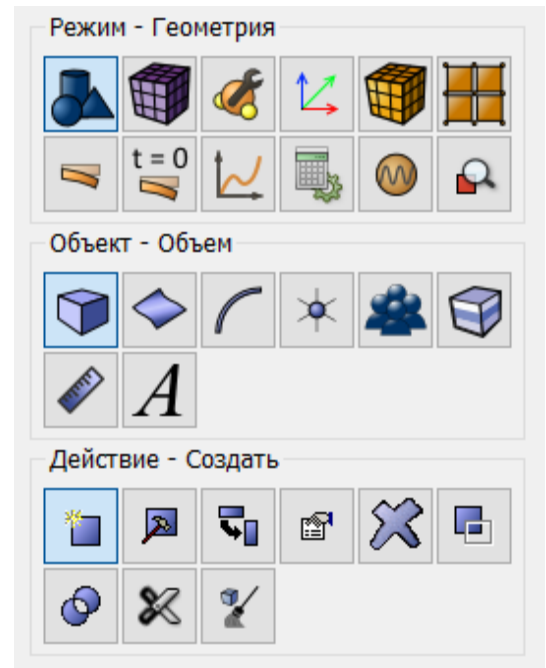 Режим - Геометрия
t = 0
Объект - Объем
A
Действие - Создать